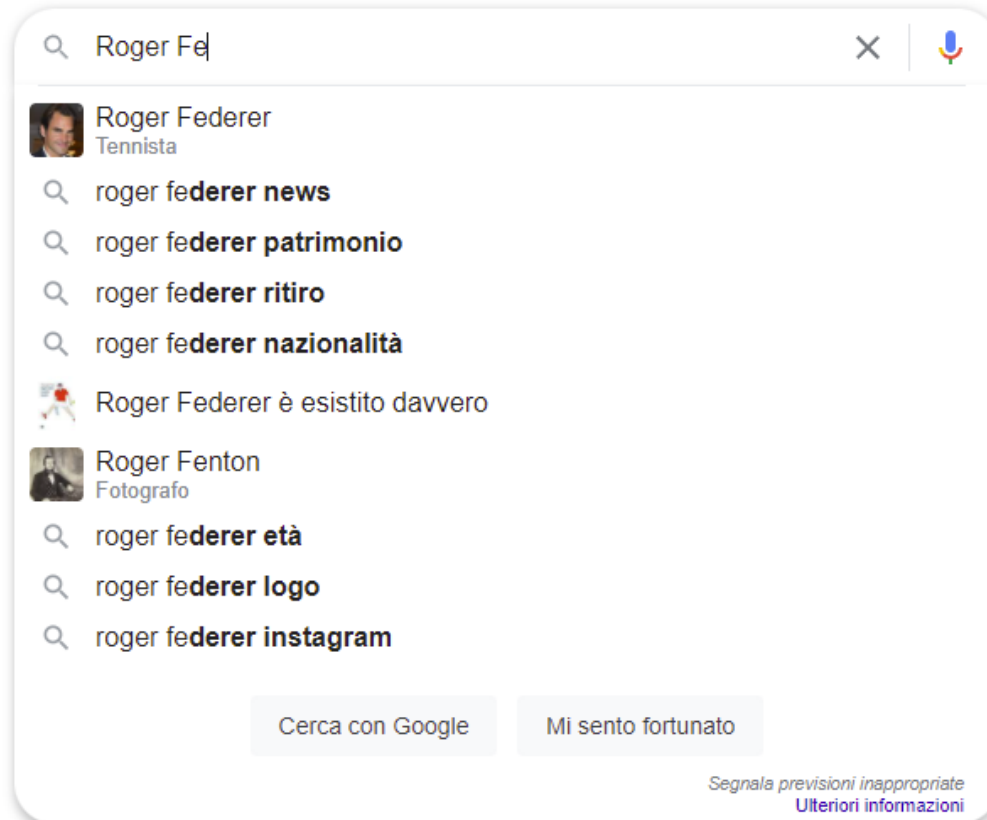 Roger Fe
Roger Federer
Tennista
roger federer news
roger federer patrimonio
roger federer ritiro
roger federer nazionalità
Roger Federer è esistito davvero
Roger Fenton
Fotografo
roger federer età
roger federer logo
roger federer instagram
Cerca con Google
Mi sento fortunato
Segnala previsioni inappropriate
Ulteriori informazioni